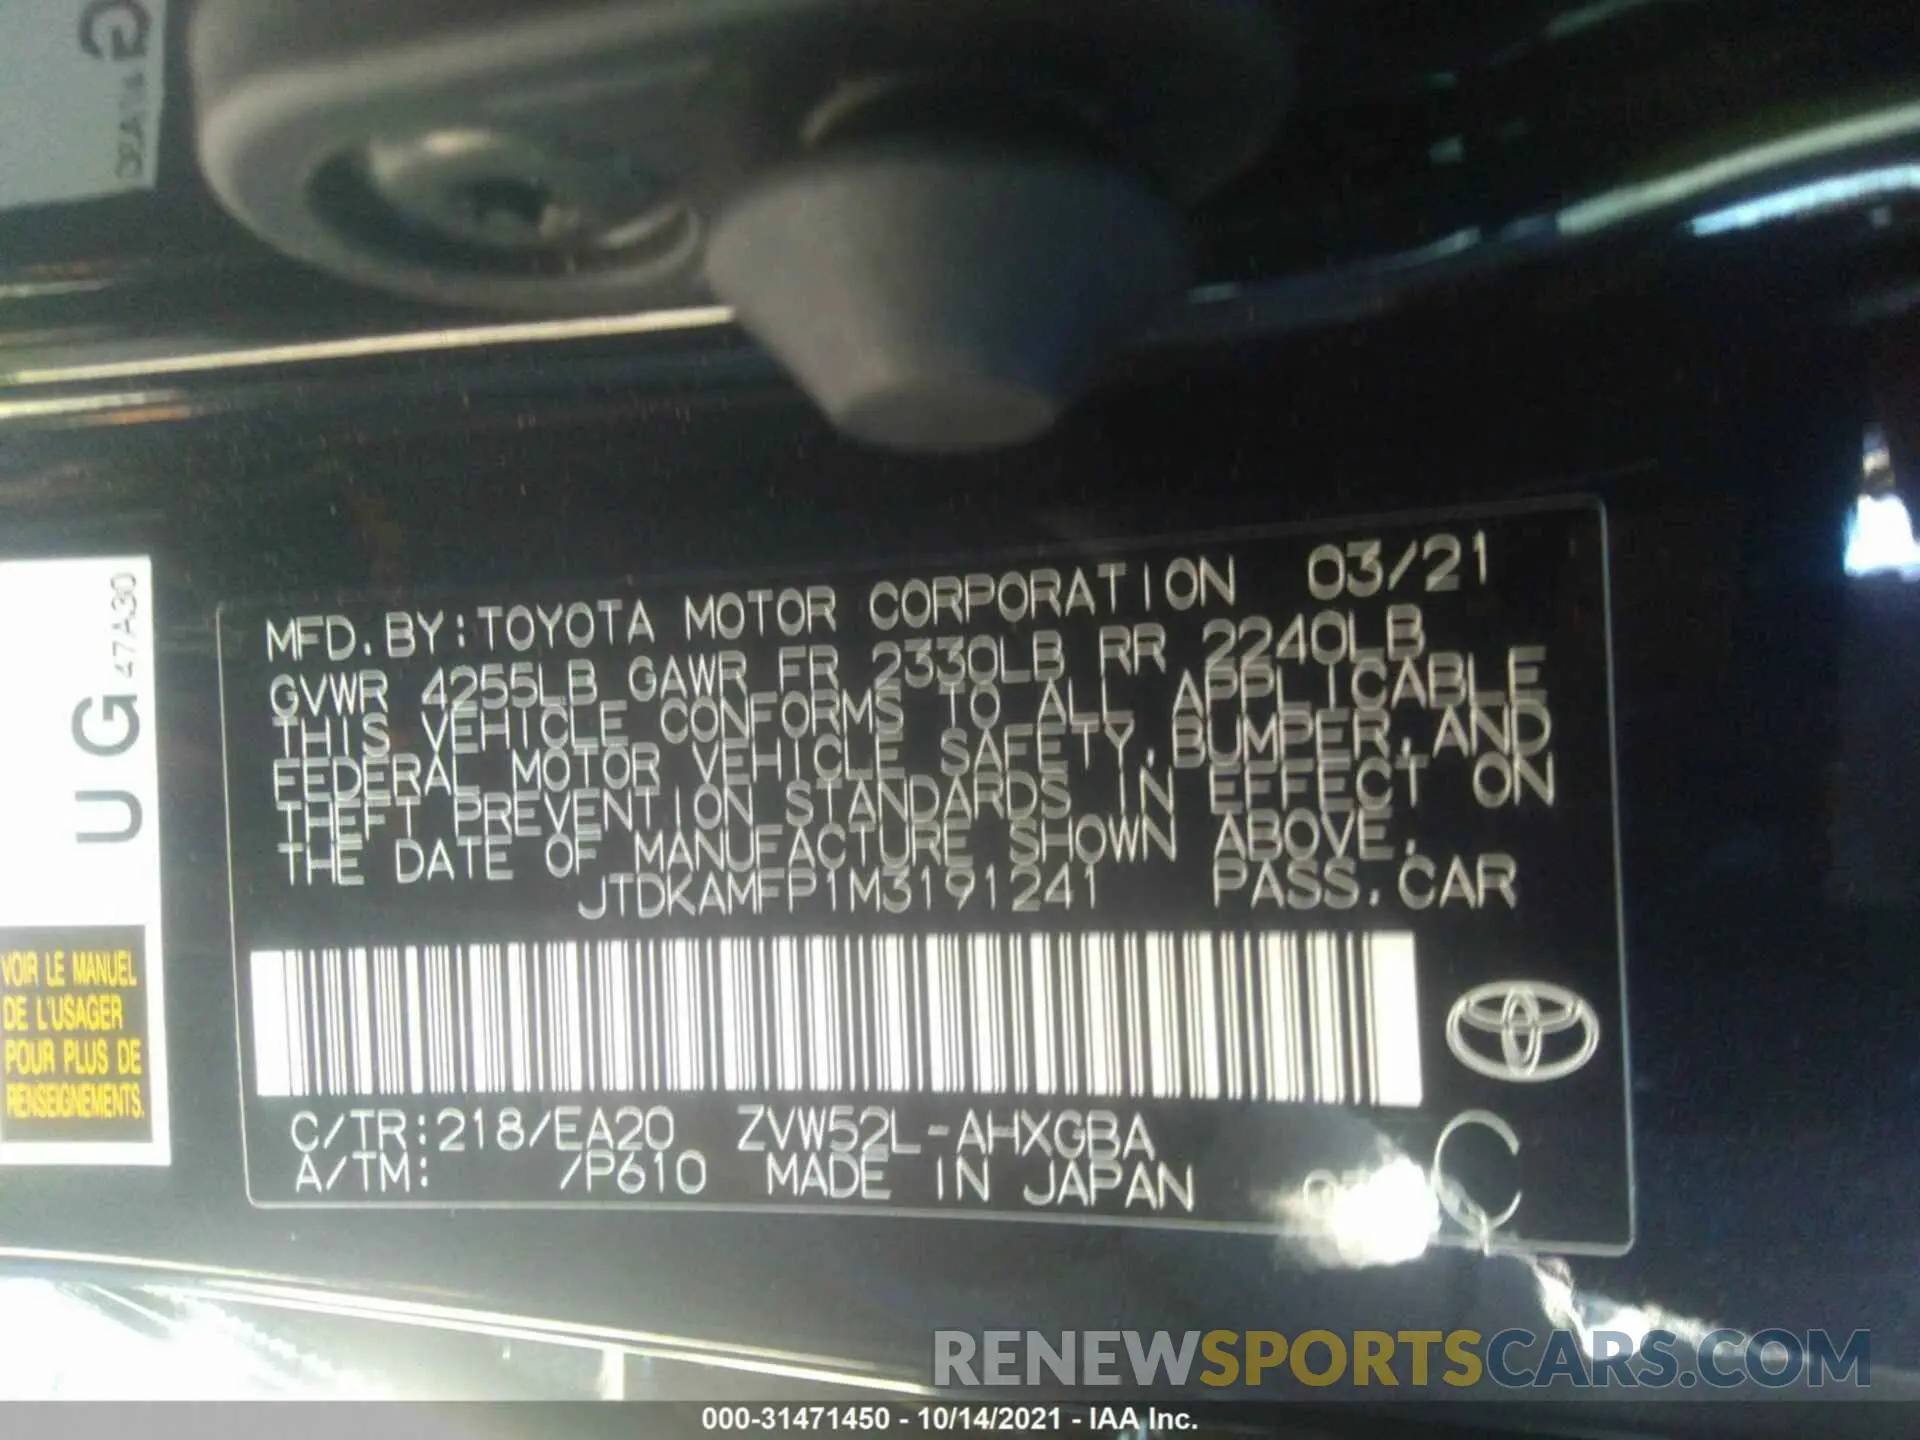 G
UG
47A30
MFD.BY:TOYOTA MOTOR CORPORATION 03/21
GVWR 4255LB GAWR FR 2330LB RR 2240LB
THIS VEHICLE CONFORMS TO ALL APPLICABLE
FEDERAL MOTOR VEHICLE SAFETY,BUMPER,AND
THEFT PREVENTION STANDARDS IN EFFECT ON
THE DATE OF MANUFACTURE SHOWN ABOVE.
JTDKAMFP1M3191241 PASS.CAR
C/TR:218/EA20 ZVW52L-AHXGBA
A/TM: /P610 MADE IN JAPAN
C
VOIR LE MANUEL
DE L'USAGER
POUR PLUS DE
RENSEIGNEMENTS.
RENEWSPORTSCARS.COM
000-31471450 - 10/14/2021 - IAA Inc.